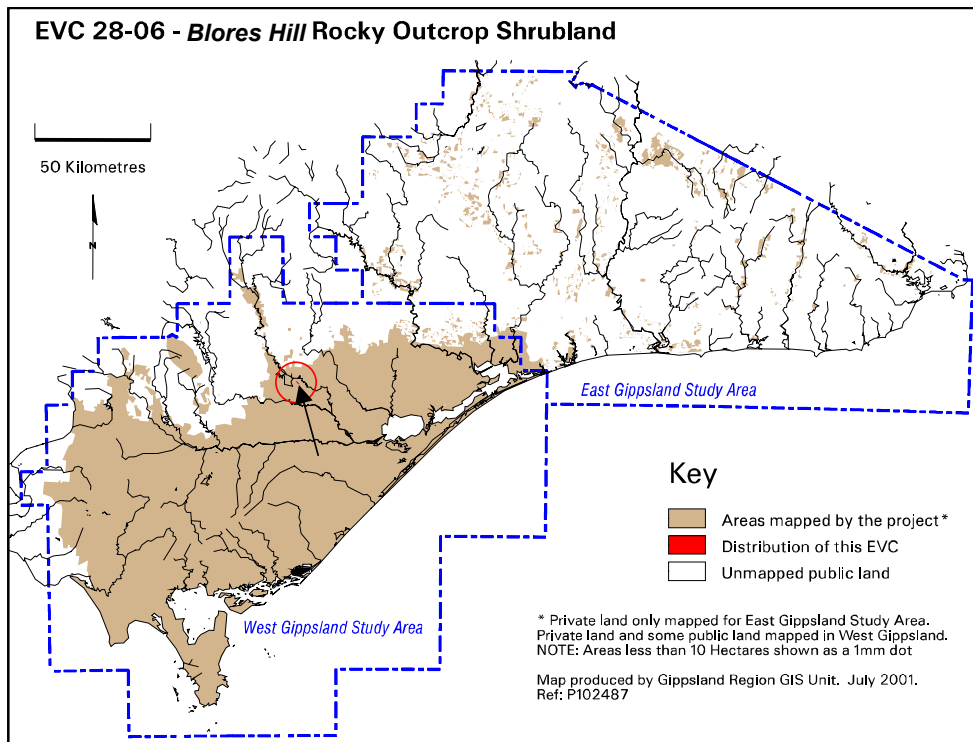 EVC 28-06 - Blores Hill Rocky Outcrop Shrubland
50 Kilometres
N
East Gippsland Study Area
West Gippsland Study Area
Key
Areas mapped by the project*
Distribution of this EVC
Unmapped public land
* Private land only mapped for East Gippsland Study Area.
Private land and some public land mapped in West Gippsland.
NOTE: Areas less than 10 Hectares shown as a 1mm dot
Map produced by Gippsland Region GIS Unit. July 2001.
Ref: P102487